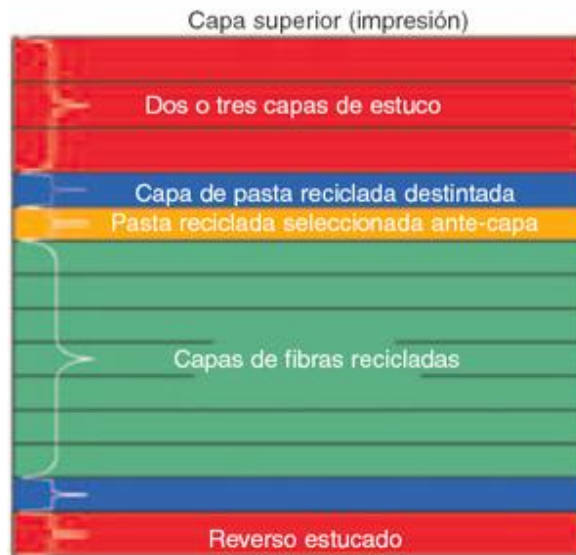 Capa superior (impresión)
Dos o tres capas de estuco
Capa de pasta reciclada destintada
Pasta reciclada seleccionada ante-capa
Capas de fibras recicladas
Reverso estucado